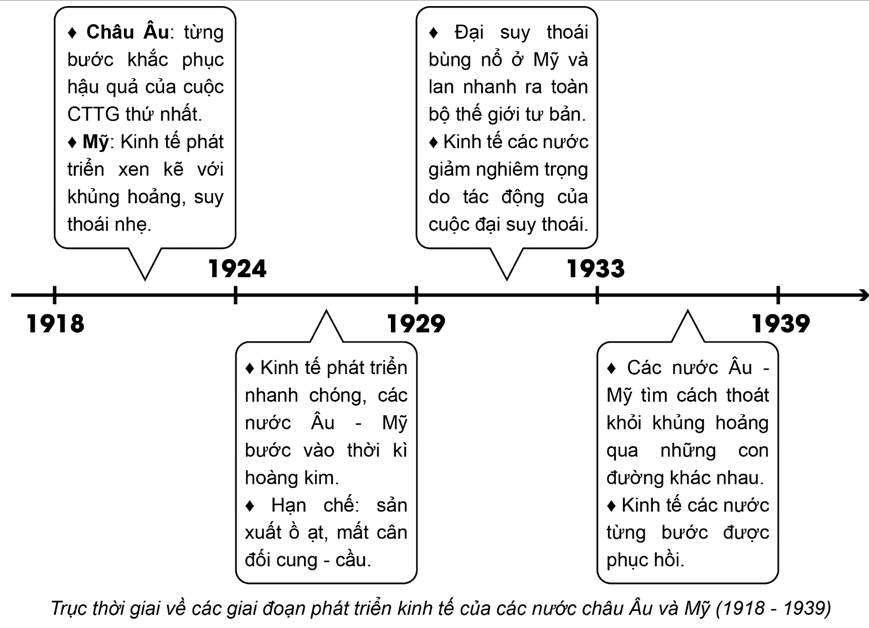 ♦ Châu Âu: từng
bước khắc phục
hậu quả của cuộc
CTTG thứ nhất.
♦ Mỹ: Kinh tế phát
triển xen kẽ với
khủng hoảng, suy
thoái nhẹ.
♦ Đại suy thoái
bùng nổ ở Mỹ và
lan nhanh ra toàn
bộ thế giới tư bản.
♦ Kinh tế các nước
giảm nghiêm trọng
do tác động của
cuộc đại suy thoái.
1924
1933
1918
1929
1939
♦ Kinh tế phát triển
nhanh chóng, các
nước Âu - Mỹ
bước vào thời kì
hoàng kim.
♦ Hạn chế: sản
xuất ồ ạt, mất cân
đối cung - cầu.
♦ Các nước Âu -
Mỹ tìm cách thoát
khỏi khủng hoảng
qua những con
đường khác nhau.
♦ Kinh tế các nước
từng bước được
phục hồi.
Trục thời giai về các giai đoạn phát triển kinh tế của các nước châu Âu và Mỹ (1918 - 1939)